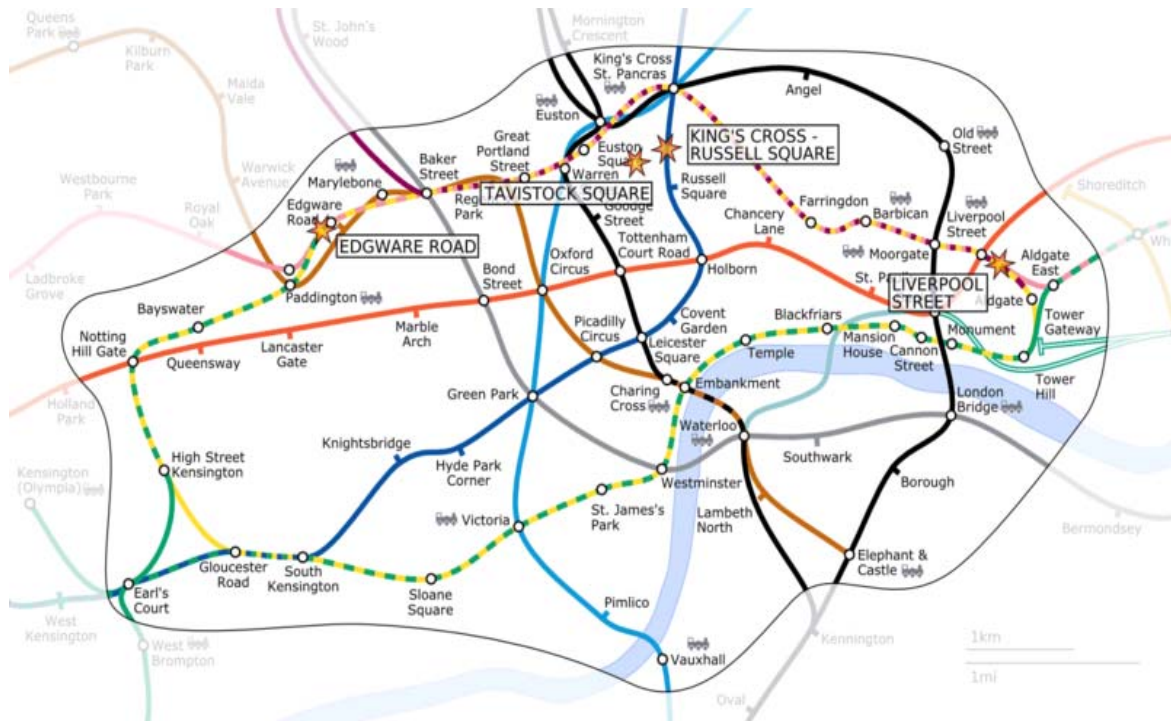 Queens
Park
Kilburn
Park
St. John's
Wood
Mornington
Crescent
King's Cross
St. Pancras
Angel
Maida
Vale
Euston
Old
Street
KING'S CROSS -
RUSSELL SQUARE
Great
Portland
Street
Euston
Square
Baker
Street
Warwick
Avenue
Marylebone
Warren
Shoreditch
Westbourne
Park
Royal
Oak
Edgware
Road
Regent's
Park
TAVISTOCK SQUARE
Russell
Square
Farringdon
Barbican
Liverpool
Street
Goodge
Street
Chancery
Lane
Wh
EDGWARE ROAD
Moorgate
Aldgate
East
Tottenham
Court Road
Oxford
Circus
Holborn
Ladbroke
Grove
Bond
Street
St. Paul's
LIVERPOOL
STREET
Aldgate
Paddington
Bayswater
Notting
Hill Gate
Queensway
Lancaster
Gate
Marble
Arch
Picadilly
Circus
Covent
Garden
Leicester
Square
Blackfriars
Temple
Mansion
House
Cannon
Street
Monument
Tower
Gateway
Tower
Hill
Holland
Park
Green Park
Charing
Cross
Embankment
London
Bridge
Waterloo
Southwark
Knightsbridge
Hyde Park
Corner
High Street
Kensington
Kensington
(Olympia)
Westminster
St. James's
Park
Borough
Lambeth
North
Bermondsey
Victoria
Gloucester
Road
South
Kensington
Sloane
Square
Elephant &
Castle
Earl's
Court
West
Kensington
West
Brompton
Pimlico
Vauxhall
Kennington
Oval
1km
1mi